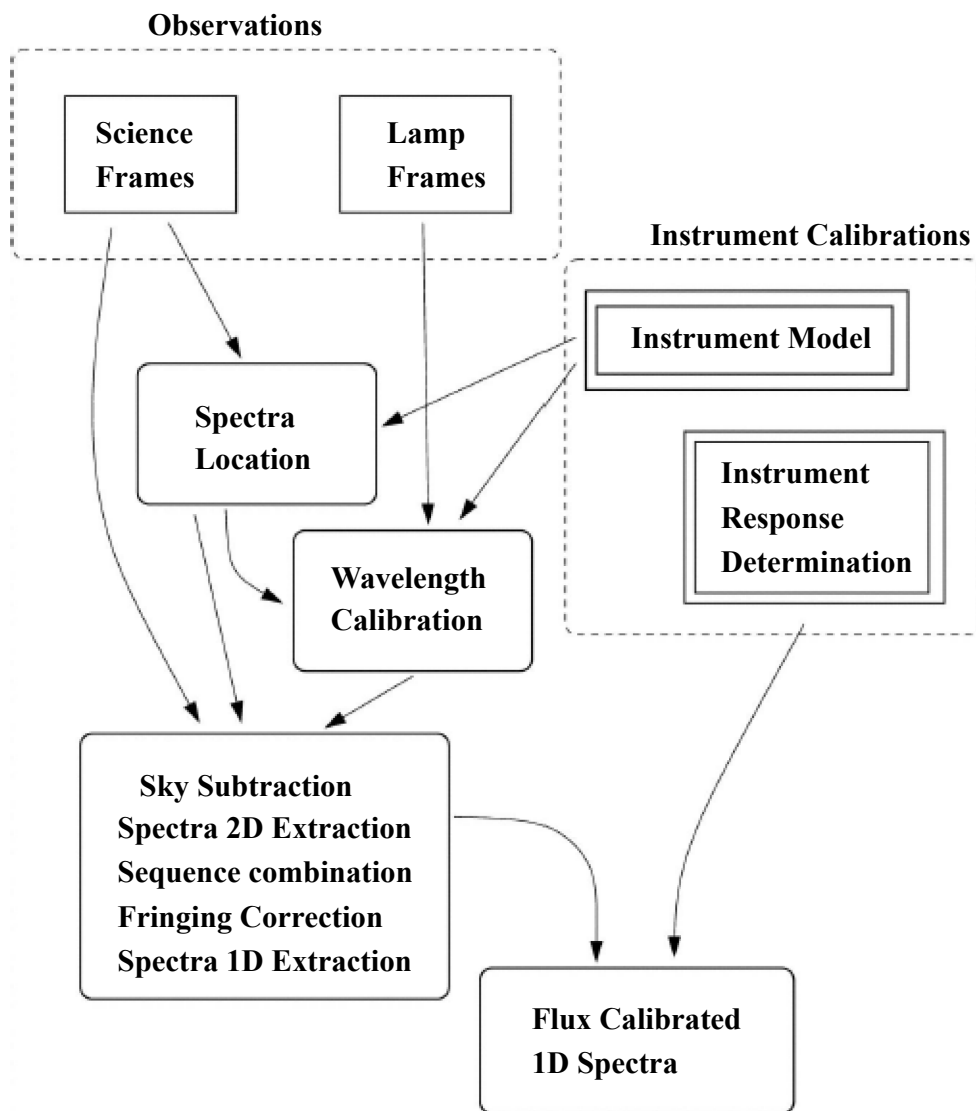 Observations
Science
Frames
Lamp
Frames
Instrument Calibrations
Instrument Model
Spectra
Location
Instrument
Response
Determination
Wavelength
Calibration
Sky Subtraction
Spectra 2D Extraction
Sequence combination
Fringing Correction
Spectra 1D Extraction
Flux Calibrated
1D Spectra